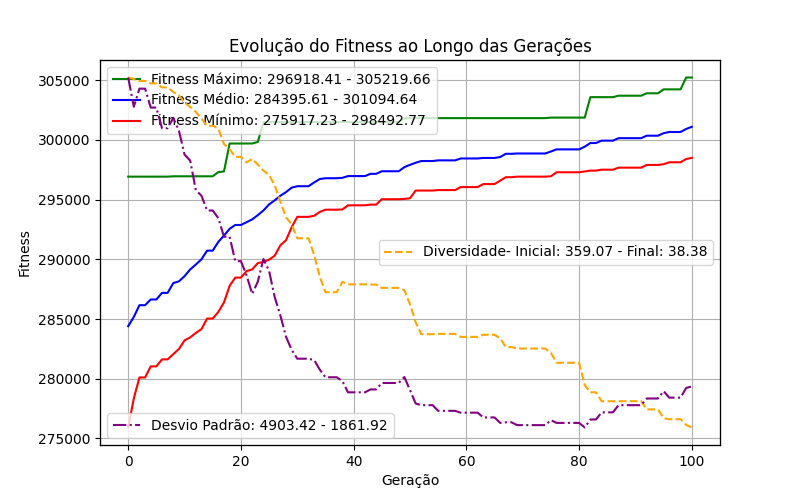 Evolução do Fitness ao Longo das Gerações
Fitness Máximo: 296918.41 - 305219.66
Fitness Médio: 284395.61 - 301094.64
Fitness Mínimo: 275917.23 - 298492.77
Diversidade- Inicial: 359.07 - Final: 38.38
Desvio Padrão: 4903.42 - 1861.92
Fitness
305000
300000
295000
290000
285000
280000
275000
0 20 40 60 80 100
Geração